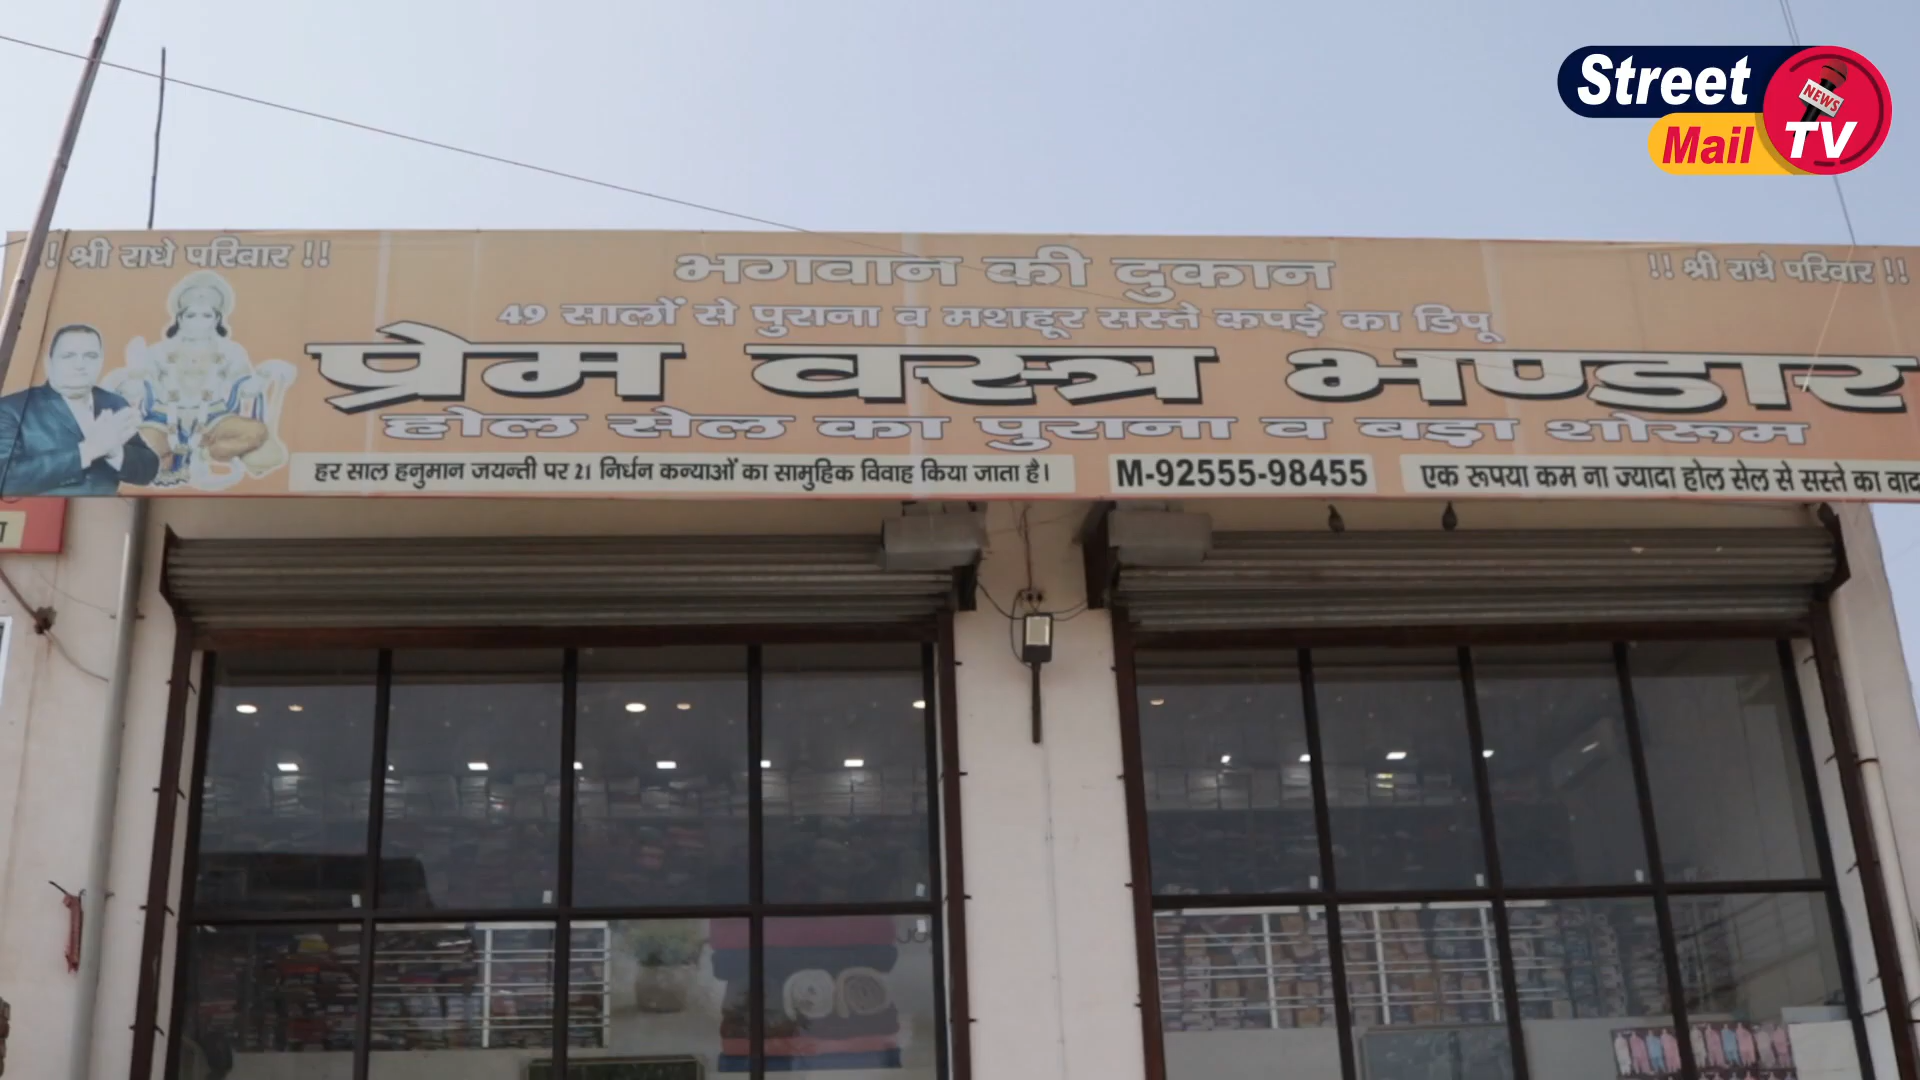 Street
NEWS
Mail TV
! श्री राधे परिवार !!
भगवान की दुकान
!! श्री राधे परिवार !!
49 सालों से पुराना व मशहूर सस्ते कपड़े का डिपू
प्रेम वस्त्र भण्डार
होल सेल का पुराना व बड़ा शोरूम
हर साल हनुमान जयन्ती पर 21 निर्धन कन्याओं का सामुहिक विवाह किया जाता है।
M-92555-98455
एक रूपया कम ना ज्यादा होल सेल से सस्ते का वाद